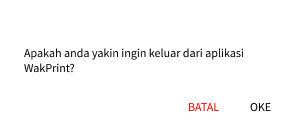 Apakah anda yakin ingin keluar dari aplikasi
WakPrint?
BATAL OKE